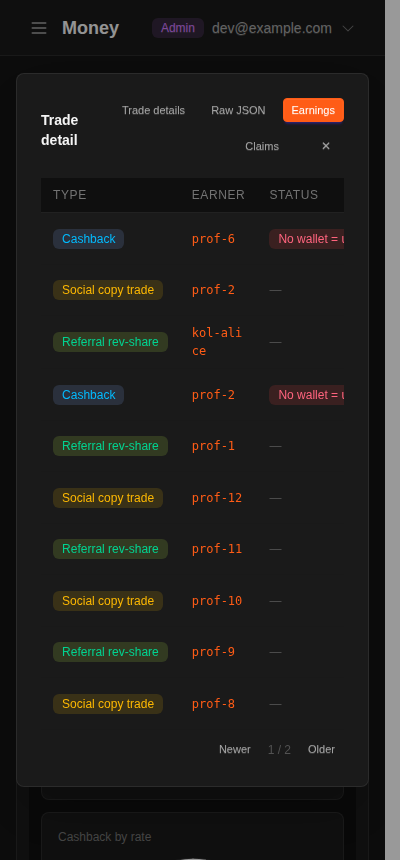 Money
Admin
dev@example.com
Trade detail
Trade details
Raw JSON
Earnings
Claims
✕
TYPE EARNER STATUS
Cashback prof-6 No wallet = u
Social copy trade prof-2 —
Referral rev-share kol-ali
ce —
Cashback prof-2 No wallet = u
Referral rev-share prof-1 —
Social copy trade prof-12 —
Referral rev-share prof-11 —
Social copy trade prof-10 —
Referral rev-share prof-9 —
Social copy trade prof-8 —
Newer 1 / 2 Older
Cashback by rate